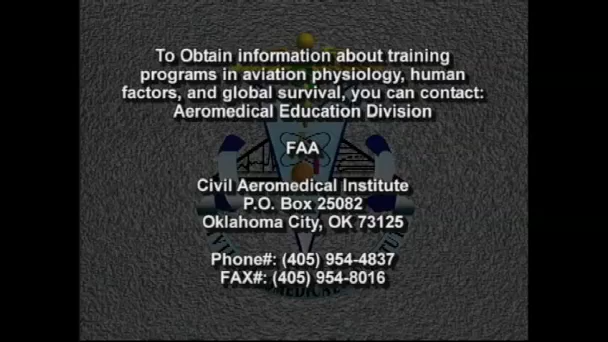 To Obtain information about training
programs in aviation physiology, human
factors, and global survival, you can contact:
Aeromedical Education Division
FAA
Civil Aeromedical Institute
P.O. Box 25082
Oklahoma City, OK 73125
Phone#: (405) 954-4837
FAX#: (405) 954-8016